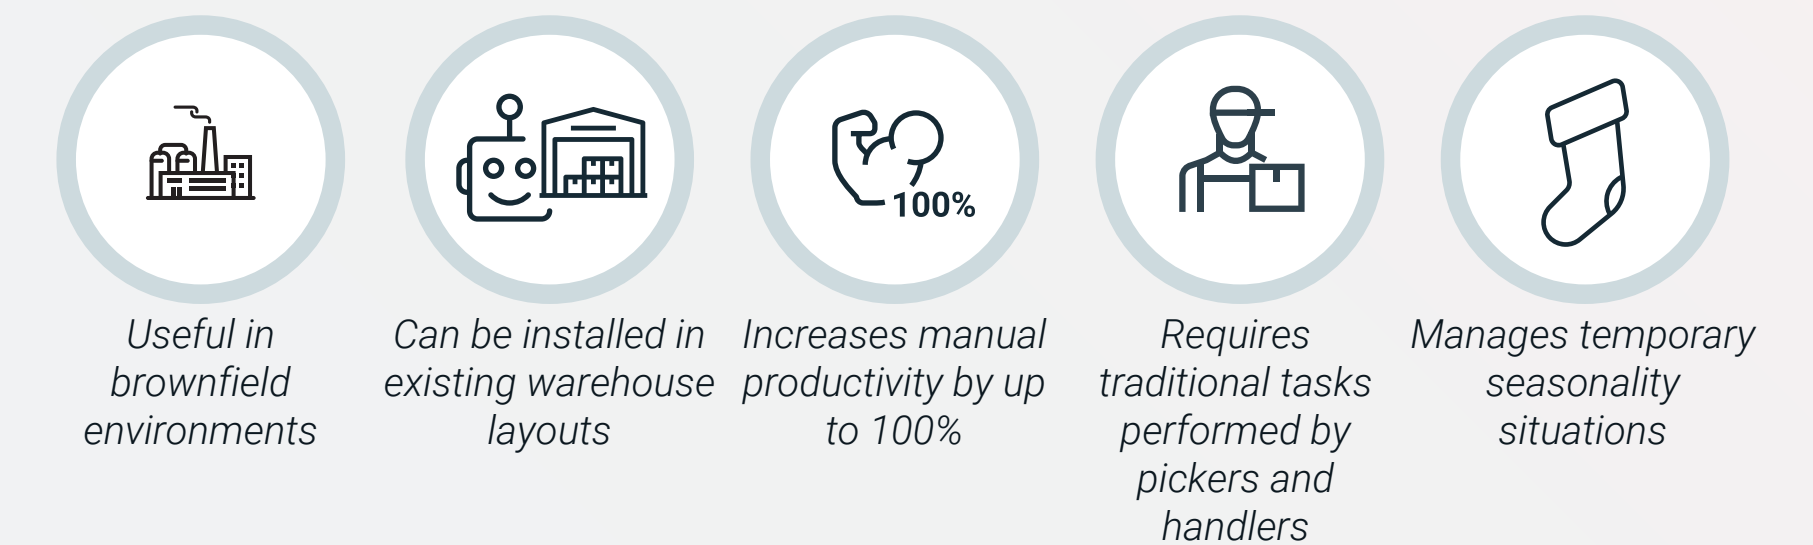 100%
Useful in
brownfield
environments
Can be installed in
existing warehouse
layouts
Increases manual
productivity by up
to 100%
Requires
traditional tasks
performed by
pickers and
handlers
Manages temporary
seasonality
situations